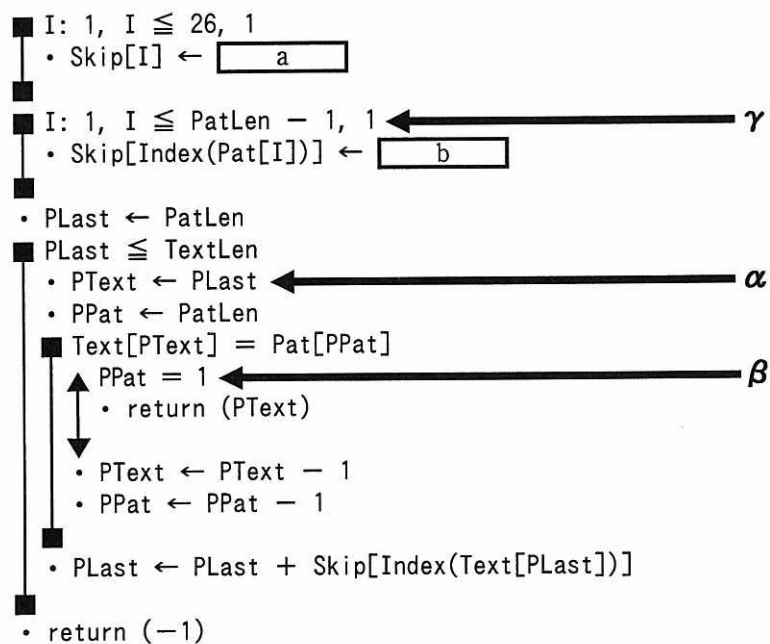 I: 1, I ≦ 26, 1
・Skip[I] ← a
I: 1, I ≦ PatLen − 1, 1 γ
・Skip[Index(Pat[I])] ← b
・PLast ← PatLen
PLast ≦ TextLen
・PText ← PLast α
・PPat ← PatLen
Text[PText] = Pat[PPat]
PPat = 1 β
・return (PText)
・PText ← PText − 1
・PPat ← PPat − 1
・PLast ← PLast + Skip[Index(Text[PLast])]
・return (−1)